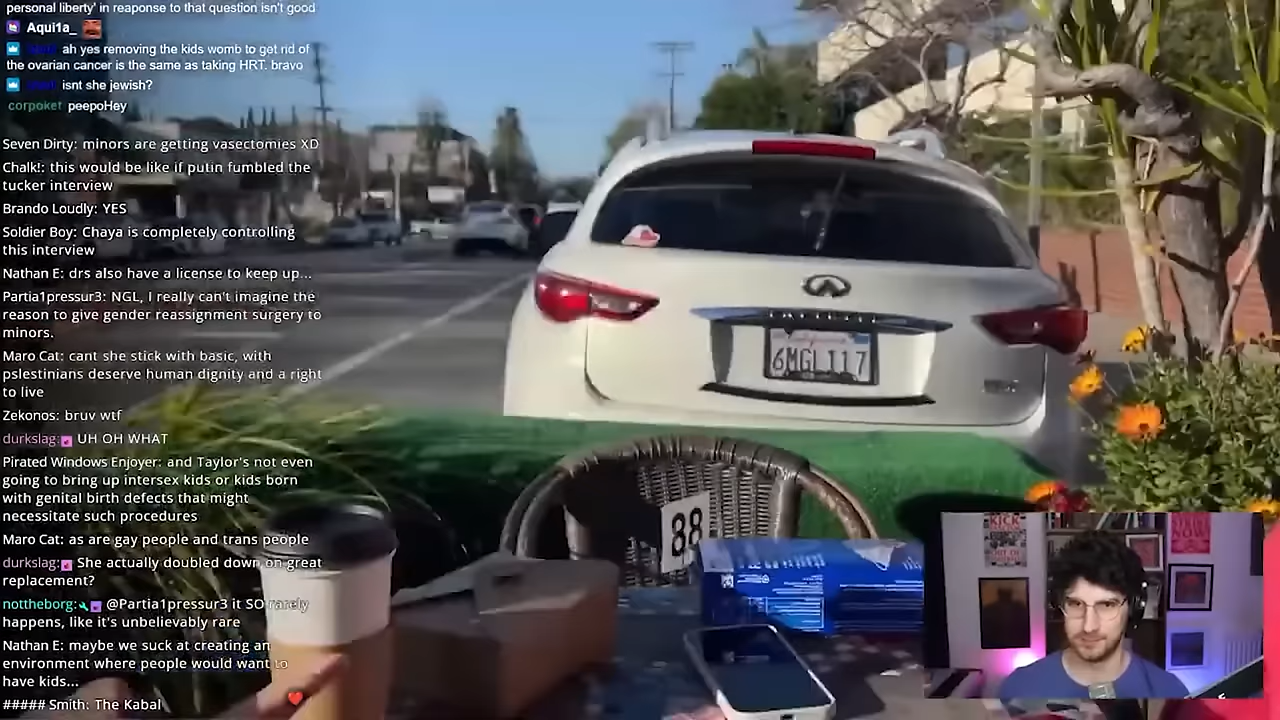 personal liberty' in reaponse to that question isn't good
Aqui1a_
ah yes removing the kids womb to get rid of
the ovarian cancer is the same as taking HRT. bravo
isnt she jewish?
corpoket peepoHey
Seven Dirty: minors are getting vasectomies XD
Chalk!: this would be like if putin fumbled the
tucker interview
Brando Loudly: YES
Soldier Boy: Chaya is completely controlling
this interview
Nathan E: drs also have a license to keep up...
Partia1pressur3: NGL, I really can't imagine the
reason to give gender reassignment surgery to
minors.
Maro Cat: cant she stick with basic, with
pslestinians deserve human dignity and a right
to live
Zekonos: bruv wtf
durkslag: UH OH WHAT
Pirated Windows Enjoyer: and Taylor's not even
going to bring up intersex kids or kids born
with genital birth defects that might
necessitate such procedures
Maro Cat: as are gay people and trans people
durkslag: She actually doubled down on great
replacement?
nottheborg: @Partia1pressur3 it SO rarely
happens, like it's unbelievably rare
Nathan E: maybe we suck at creating an
environment where people would want to
have kids...
##### Smith: The Kabal
6MGL117
88
KICK